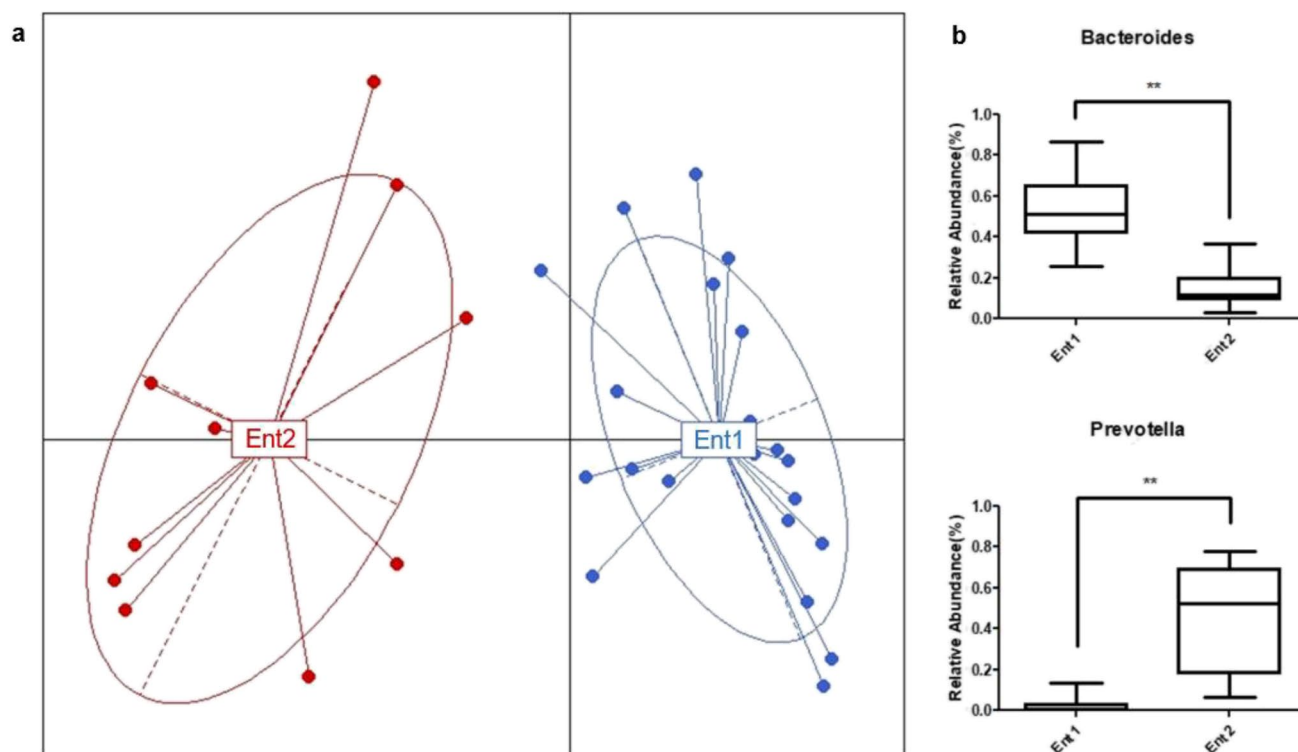 a
Ent2
Ent1
b
Bacteroides
**
Relative Abundance(%)
1.0
0.8
0.6
0.4
0.2
0.0
Ent1
Ent2
Prevotella
**
Relative Abundance(%)
1.0
0.8
0.6
0.4
0.2
0.0
Ent1
Ent2